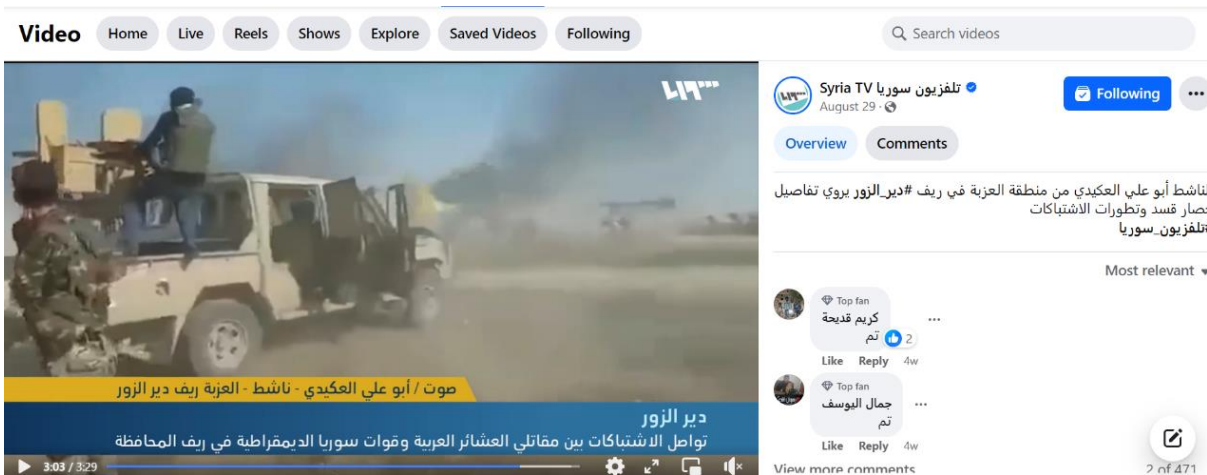 Video
Home
Live
Reels
Shows
Explore
Saved Videos
Following
Search videos
سوريا
Syria TV تلفزيون سوريا
August 29
Following
Overview
Comments
الناشط أبو علي العكيدي من منطقة العزبة في ريف #دير_الزور يروي تفاصيل
حصار قسد وتطورات الاشتباكات
#تلفزيون_سوريا
Most relevant
Top fan
كريم قديحة
تم
2
Like Reply 4w
Top fan
جمال اليوسف
تم
Like Reply 4w
View more comments
2 of 471
صوت / أبو علي العكيدي - ناشط - العزبة ريف دير الزور
دير الزور
تواصل الاشتباكات بين مقاتلي العشائر العربية وقوات سوريا الديمقراطية في ريف المحافظة
3:03 / 3:29